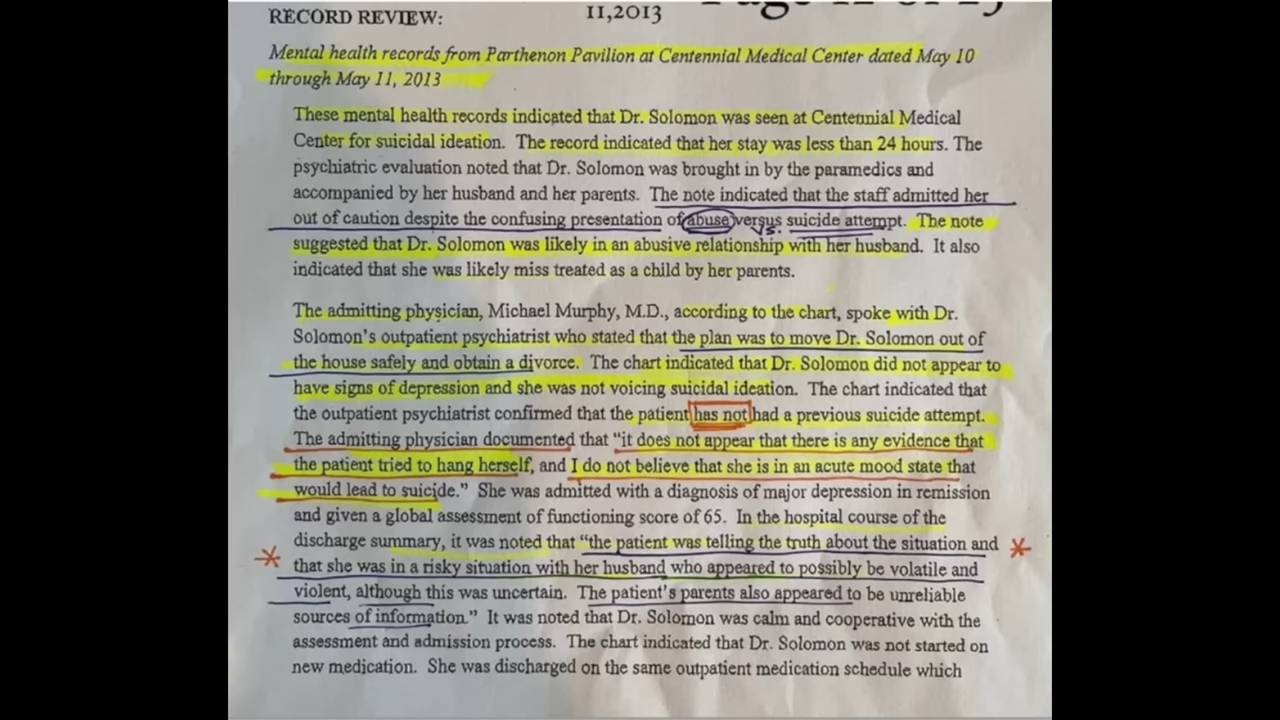 RECORD REVIEW:
11,2013
Mental health records from Parthenon Pavilion at Centennial Medical Center dated May 10
through May 11, 2013
These mental health records indicated that Dr. Solomon was seen at Centennial Medical
Center for suicidal ideation. The record indicated that her stay was less than 24 hours. The
psychiatric evaluation noted that Dr. Solomon was brought in by the paramedics and
accompanied by her husband and her parents. The note indicated that the staff admitted her
out of caution despite the confusing presentation of abuse versus suicide attempt. The note
vs.
suggested that Dr. Solomon was likely in an abusive relationship with her husband. It also
indicated that she was likely miss treated as a child by her parents.
The admitting physician, Michael Murphy, M.D., according to the chart, spoke with Dr.
Solomon's outpatient psychiatrist who stated that the plan was to move Dr. Solomon out of
the house safely and obtain a divorce. The chart indicated that Dr. Solomon did not appear to
have signs of depression and she was not voicing suicidal ideation. The chart indicated that
the outpatient psychiatrist confirmed that the patient has not had a previous suicide attempt.
The admitting physician documented that "it does not appear that there is any evidence that
the patient tried to hang herself, and I do not believe that she is in an acute mood state that
would lead to suicide." She was admitted with a diagnosis of major depression in remission
and given a global assessment of functioning score of 65. In the hospital course of the
discharge summary, it was noted that "the patient was telling the truth about the situation and
that she was in a risky situation with her husband who appeared to possibly be volatile and
violent, although this was uncertain. The patient's parents also appeared to be unreliable
sources of information." It was noted that Dr. Solomon was calm and cooperative with the
assessment and admission process. The chart indicated that Dr. Solomon was not started on
new medication. She was discharged on the same outpatient medication schedule which